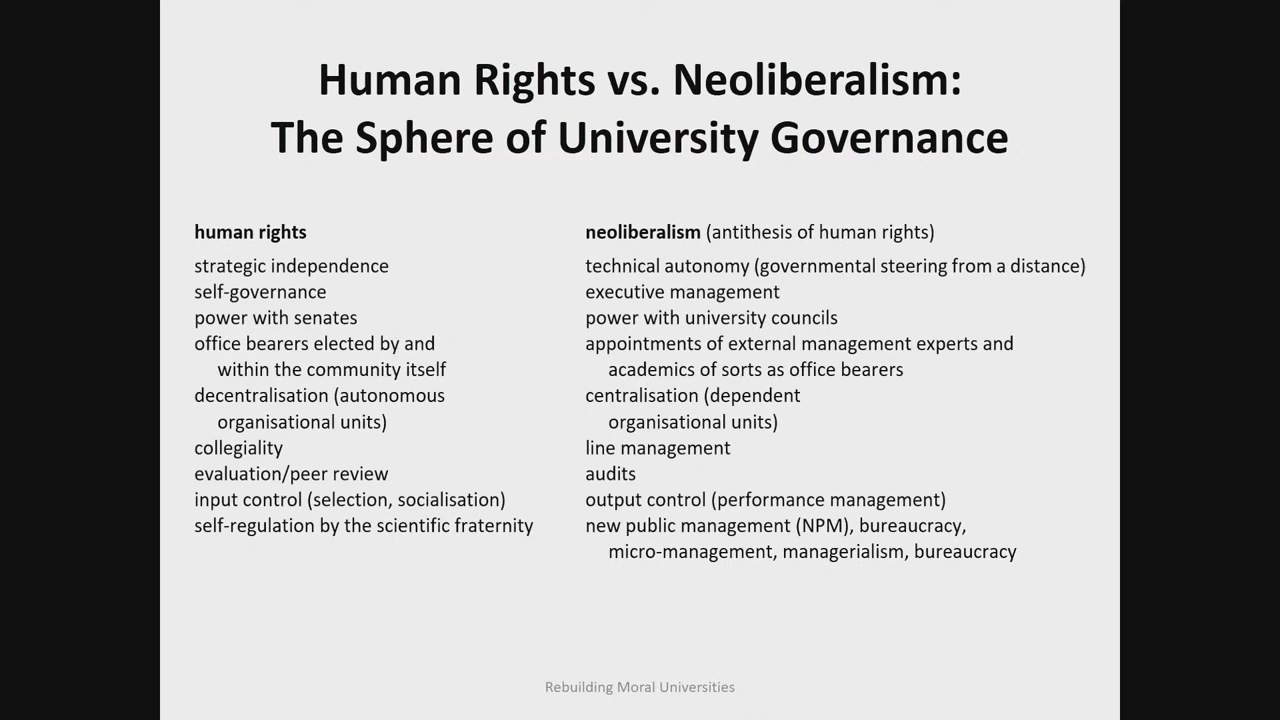 Human Rights vs. Neoliberalism:
The Sphere of University Governance
human rights
strategic independence
self-governance
power with senates
office bearers elected by and
within the community itself
decentralisation (autonomous
organisational units)
collegiality
evaluation/peer review
input control (selection, socialisation)
self-regulation by the scientific fraternity
neoliberalism (antithesis of human rights)
technical autonomy (governmental steering from a distance)
executive management
power with university councils
appointments of external management experts and
academics of sorts as office bearers
centralisation (dependent
organisational units)
line management
audits
output control (performance management)
new public management (NPM), bureaucracy,
micro-management, managerialism, bureaucracy
Rebuilding Moral Universities